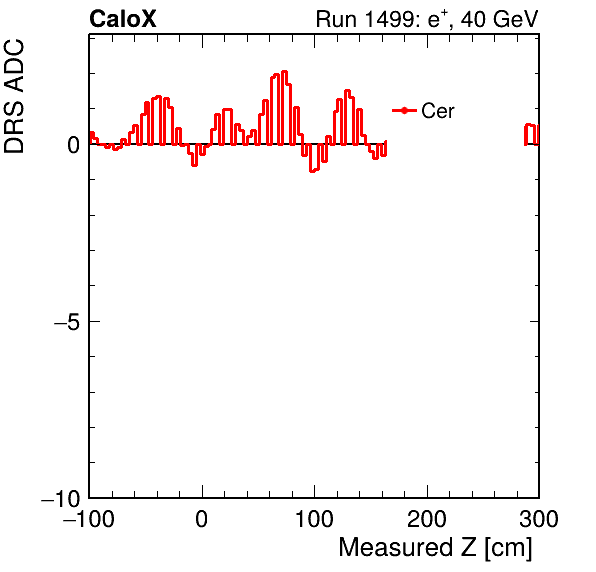 CaloX Run 1499: e⁺, 40 GeV
DRS ADC
Cer
0
−5
−10
−100 0 100 200 300
Measured Z [cm]